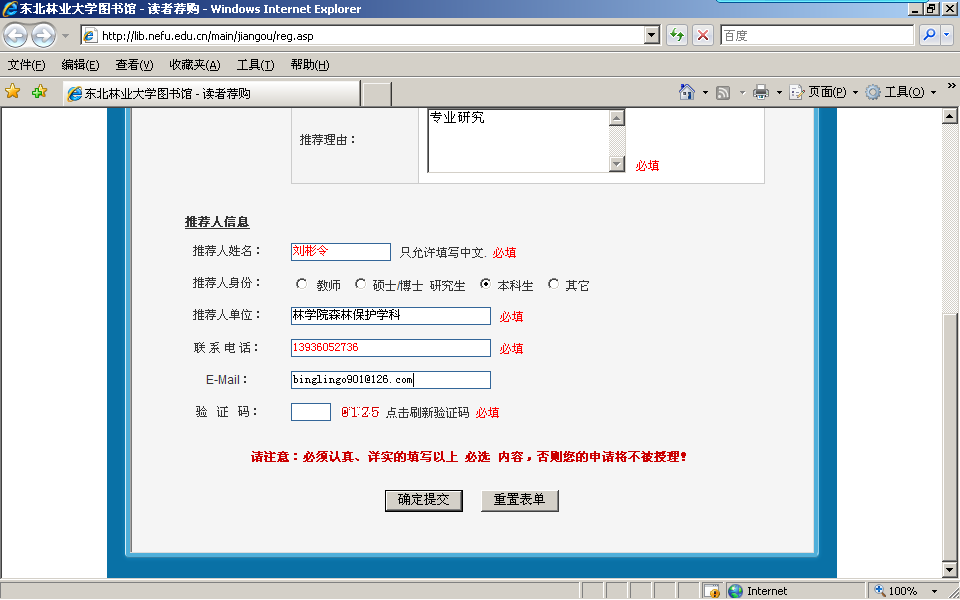 东北林业大学图书馆 - 读者荐购 - Windows Internet Explorer
http://lib.nefu.edu.cn/main/jiangou/reg.asp
百度
文件(F) 编辑(E) 查看(V) 收藏夹(A) 工具(T) 帮助(H)
东北林业大学图书馆 - 读者荐购
页面(P) 工具(O) »
专业研究
推荐理由：
必填
推荐人信息
推荐人姓名： 刘彬令 只允许填写中文. 必填
推荐人身份： 教师 硕士/博士 研究生 本科生 其它
推荐人单位： 林学院森林保护学科 必填
联系电话： 13936052736 必填
E-Mail： binglingo901@126.com
验 证 码： 0125 点击刷新验证码 必填
请注意：必须认真、详实的填写以上 必选 内容，否则您的申请将不被授理！
确定提交 重置表单
Internet 100%